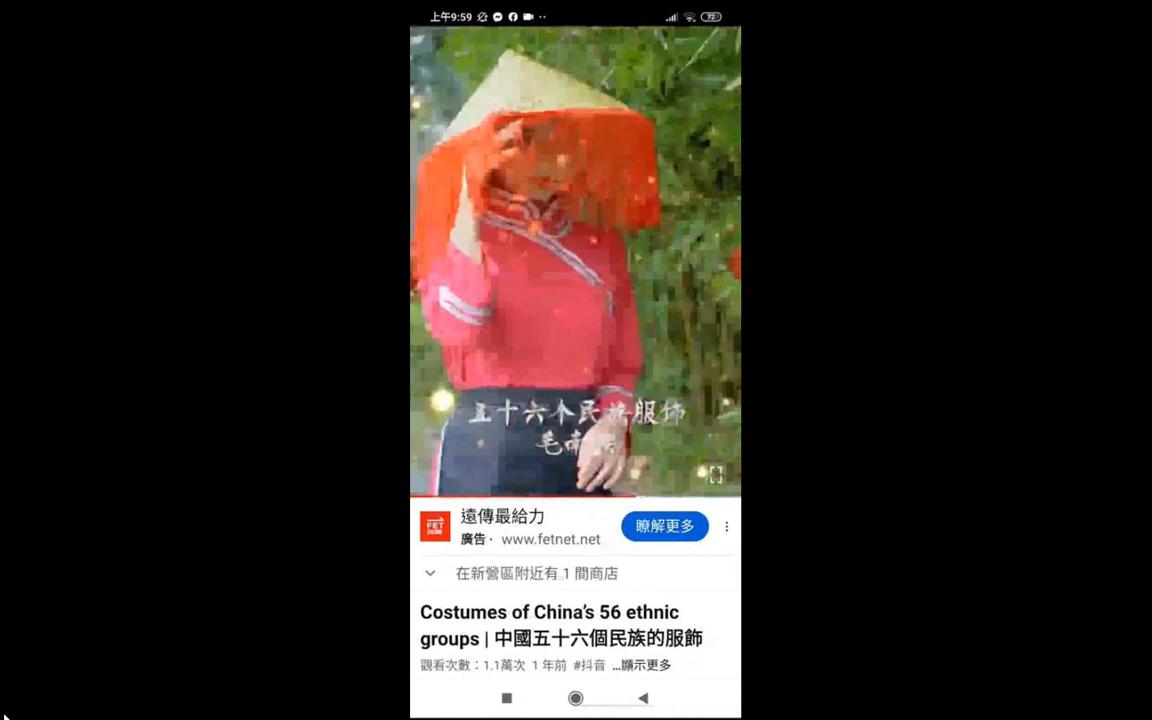 上午9:59
72
五十六个民族服饰
毛南族
FET
遠傳最給力
廣告 · www.fetnet.net
瞭解更多
在新營區附近有 1 間商店
Costumes of China's 56 ethnic
groups | 中國五十六個民族的服飾
觀看次數：1.1萬次 1 年前 #抖音 ...顯示更多